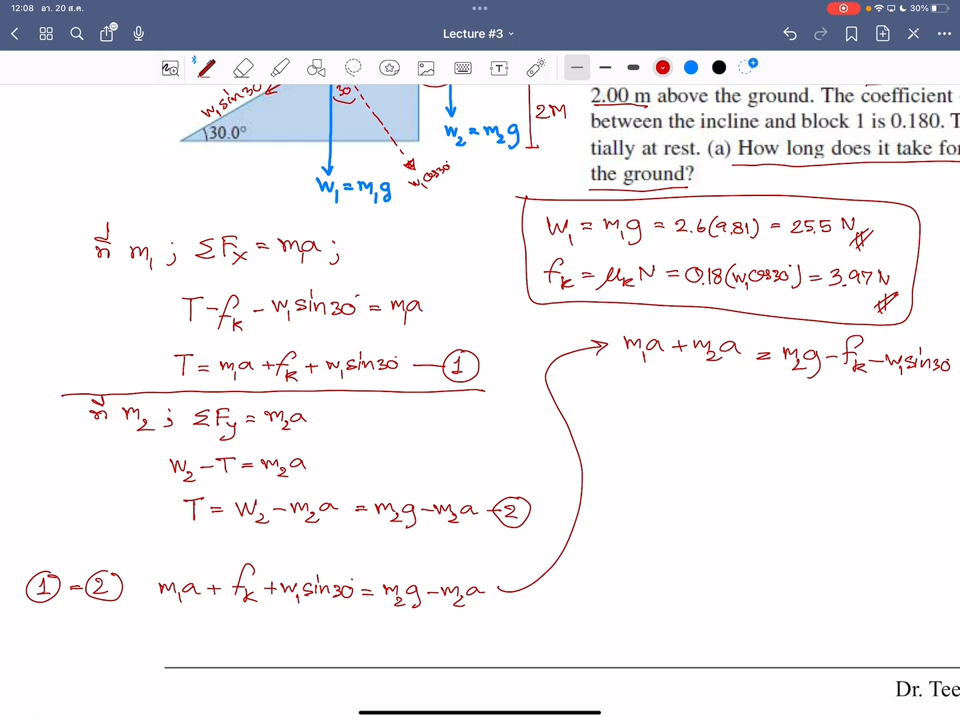 12:08 อา. 20 ส.ค.
30%
Lecture #3
2.00 m above the ground. The coefficient
between the incline and block 1 is 0.180. T
tially at rest. (a) How long does it take fo
the ground?
w₁sin30
30
30.0°
w₁cos30°
W₁ = m₁g
W₂ = m₂g
2M
W₁ = m₁g = 2.6(9.81) = 25.5 N
fₖ = μₖN = 0.18(w₁cos30°) = 3.97 N
ที่ m₁ ; ΣFₓ = m₁a ;
T - fₖ - w₁sin30° = m₁a
T = m₁a + fₖ + w₁sin30° — ①
ที่ m₂ ; ΣFᵧ = m₂a
W₂ - T = m₂a
T = W₂ - m₂a = m₂g - m₂a — ②
① = ② m₁a + fₖ + w₁sin30° = m₂g - m₂a
m₁a + m₂a = m₂g - fₖ - w₁sin30
Dr. Tee